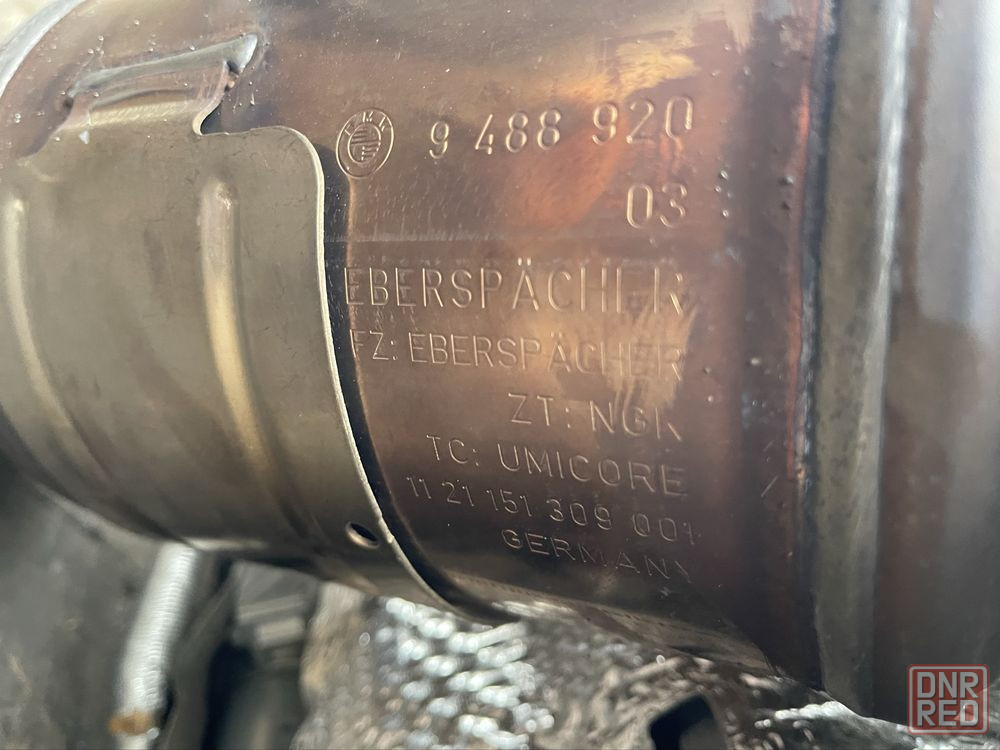 BMW 9 488 920
03
EBERSPÄCHER
FZ: EBERSPÄCHER
ZT: NGK
TC: UMICORE
11 21 151 309 001
GERMANY
DNR
RED